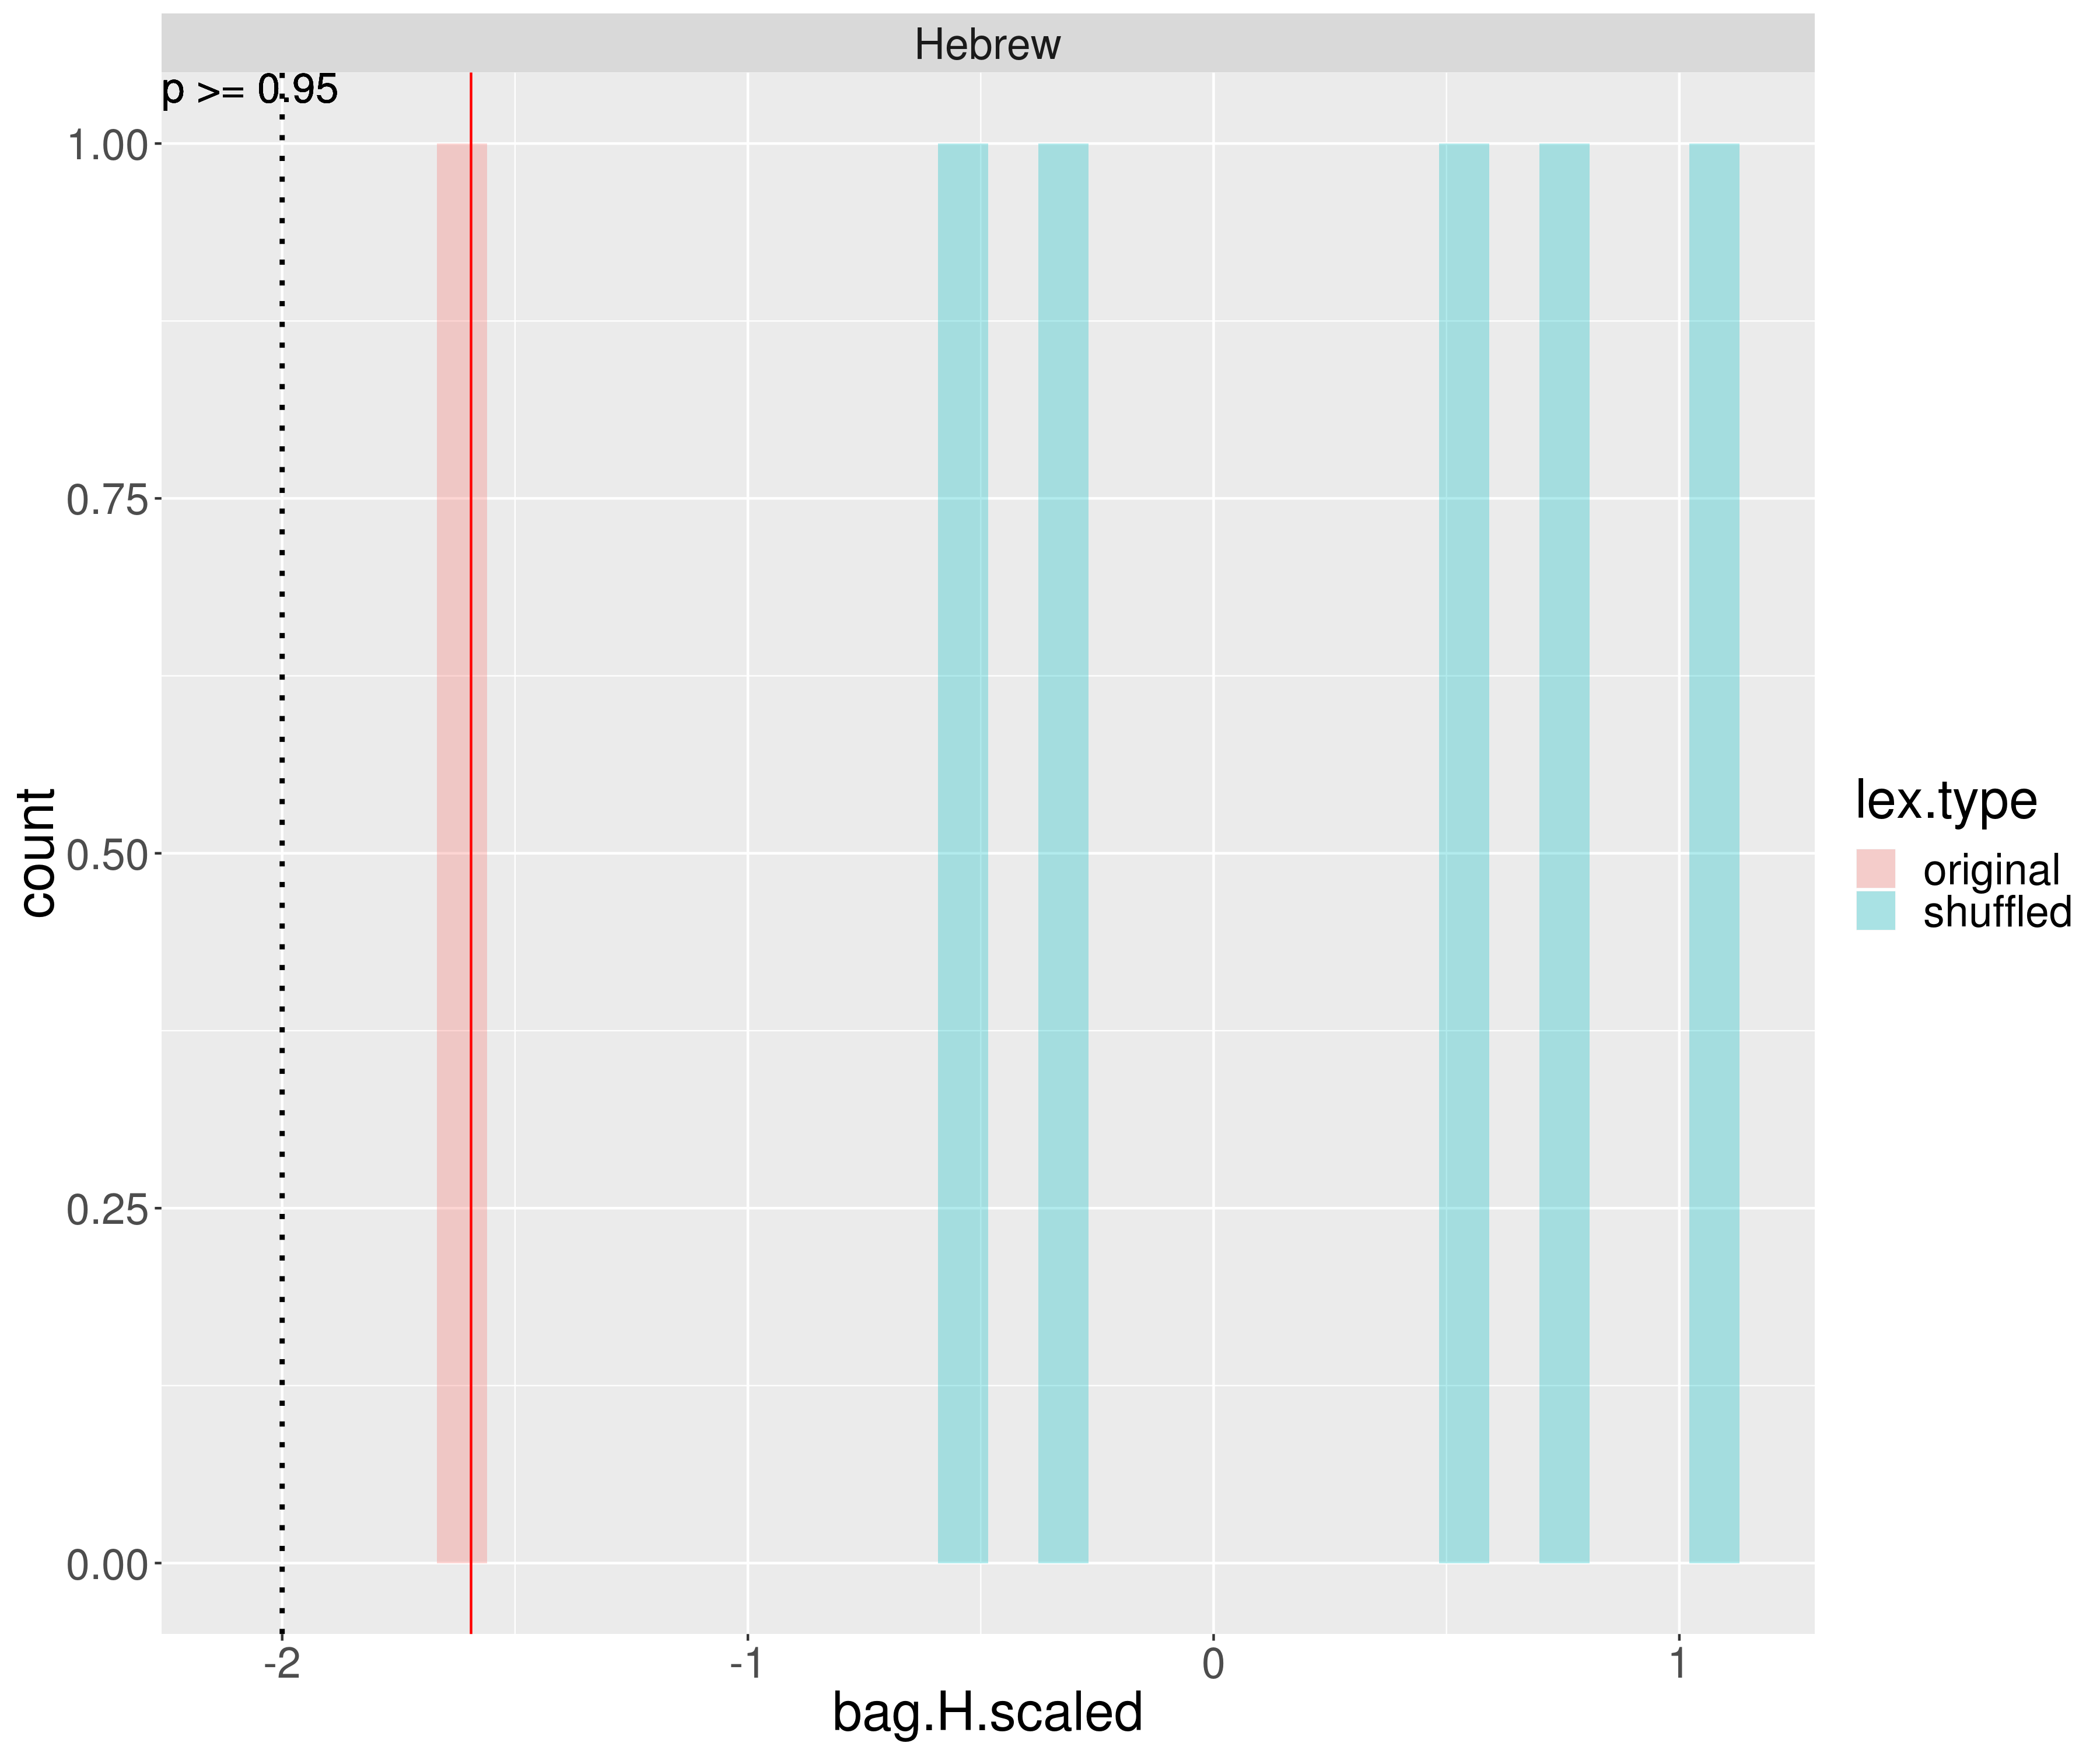 Hebrew
p >= 0.95
1.00
0.75
0.50
0.25
0.00
count
-2
-1
0
1
bag.H.scaled
lex.type
original
shuffled